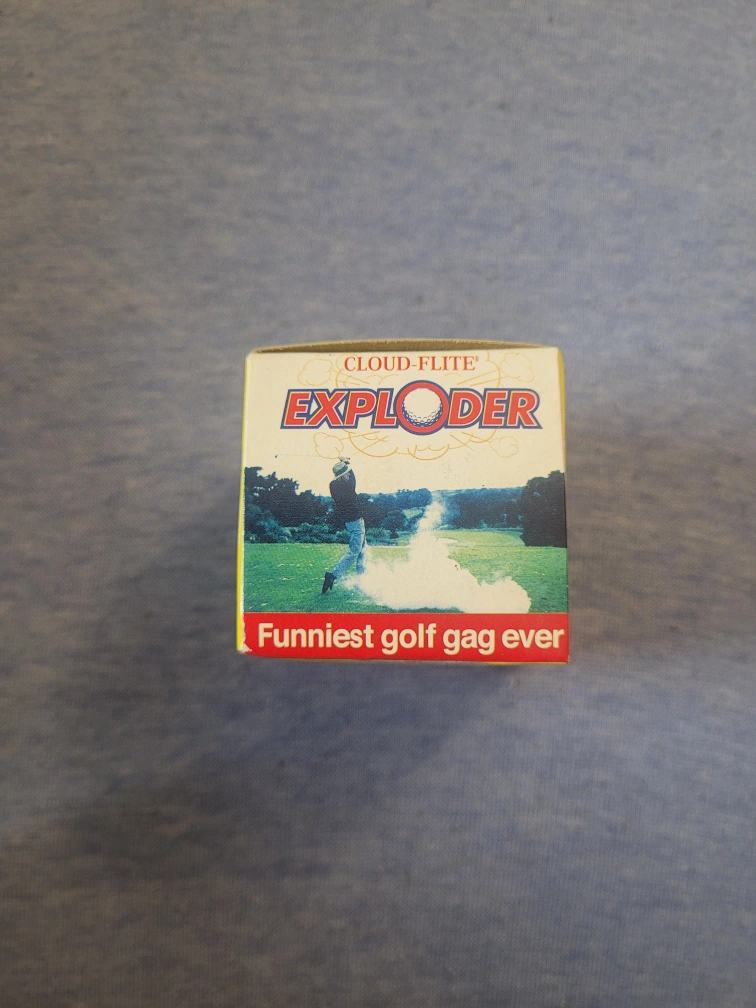 CLOUD-FLITE®
EXPLODER
Funniest golf gag ever